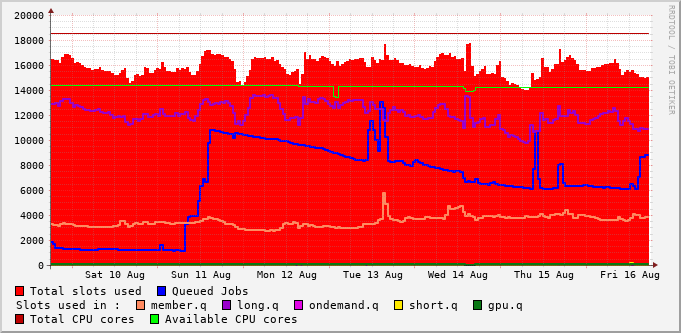 20000
18000
16000
14000
12000
10000
8000
6000
4000
2000
0
Sat 10 Aug Sun 11 Aug Mon 12 Aug Tue 13 Aug Wed 14 Aug Thu 15 Aug Fri 16 Aug
RRDTOOL / TOBI OETIKER
Total slots used Queued Jobs
Slots used in : member.q long.q ondemand.q short.q gpu.q
Total CPU cores Available CPU cores